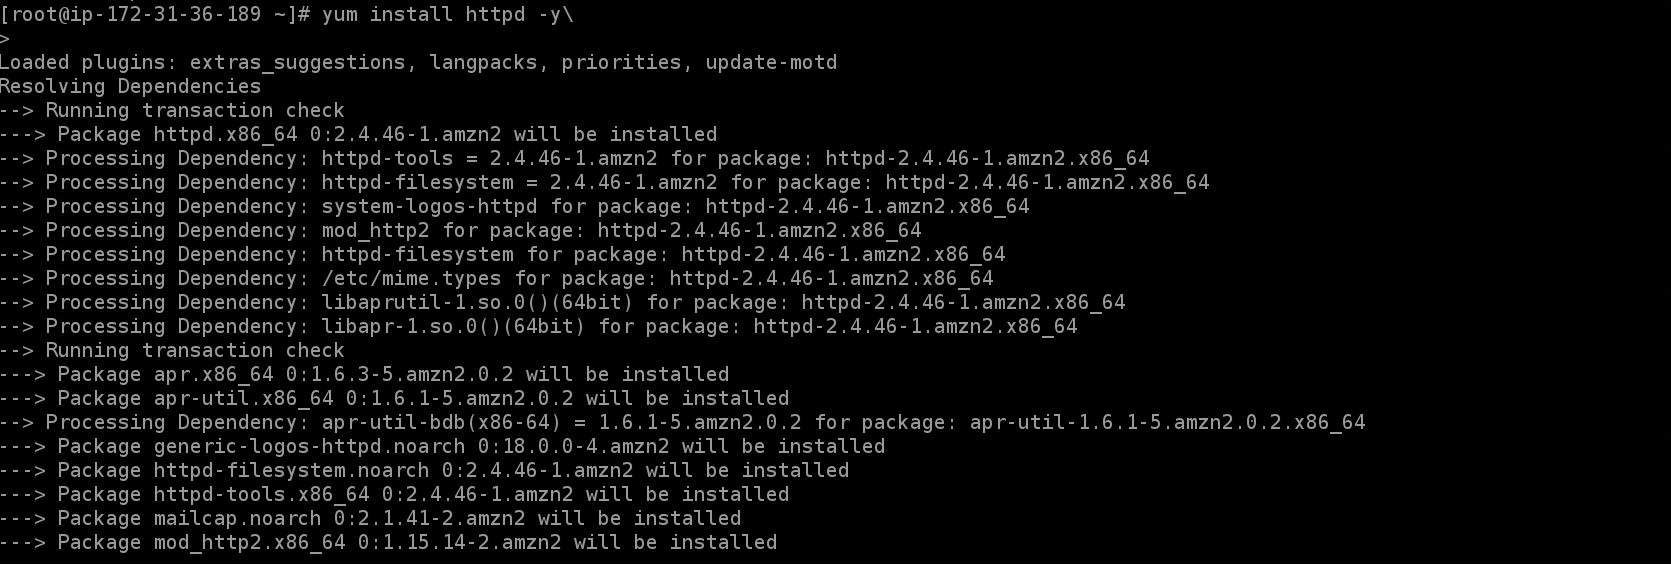 [root@ip-172-31-36-189 ~]# yum install httpd -y\
>
Loaded plugins: extras_suggestions, langpacks, priorities, update-motd
Resolving Dependencies
--> Running transaction check
---> Package httpd.x86_64 0:2.4.46-1.amzn2 will be installed
--> Processing Dependency: httpd-tools = 2.4.46-1.amzn2 for package: httpd-2.4.46-1.amzn2.x86_64
--> Processing Dependency: httpd-filesystem = 2.4.46-1.amzn2 for package: httpd-2.4.46-1.amzn2.x86_64
--> Processing Dependency: system-logos-httpd for package: httpd-2.4.46-1.amzn2.x86_64
--> Processing Dependency: mod_http2 for package: httpd-2.4.46-1.amzn2.x86_64
--> Processing Dependency: httpd-filesystem for package: httpd-2.4.46-1.amzn2.x86_64
--> Processing Dependency: /etc/mime.types for package: httpd-2.4.46-1.amzn2.x86_64
--> Processing Dependency: libaprutil-1.so.0()(64bit) for package: httpd-2.4.46-1.amzn2.x86_64
--> Processing Dependency: libapr-1.so.0()(64bit) for package: httpd-2.4.46-1.amzn2.x86_64
--> Running transaction check
---> Package apr.x86_64 0:1.6.3-5.amzn2.0.2 will be installed
---> Package apr-util.x86_64 0:1.6.1-5.amzn2.0.2 will be installed
--> Processing Dependency: apr-util-bdb(x86-64) = 1.6.1-5.amzn2.0.2 for package: apr-util-1.6.1-5.amzn2.0.2.x86_64
---> Package generic-logos-httpd.noarch 0:18.0.0-4.amzn2 will be installed
---> Package httpd-filesystem.noarch 0:2.4.46-1.amzn2 will be installed
---> Package httpd-tools.x86_64 0:2.4.46-1.amzn2 will be installed
---> Package mailcap.noarch 0:2.1.41-2.amzn2 will be installed
---> Package mod_http2.x86_64 0:1.15.14-2.amzn2 will be installed